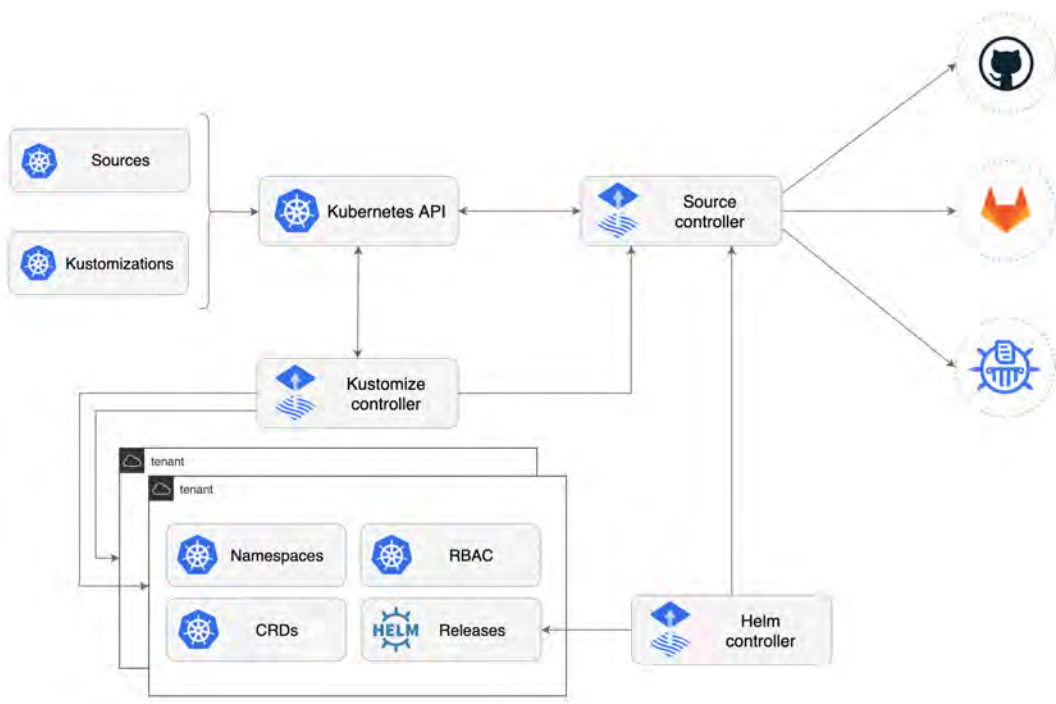 Sources
Kustomizations
Kubernetes API
Source
controller
Kustomize
controller
tenant
tenant
Namespaces
RBAC
CRDs
HELM
Releases
Helm
controller